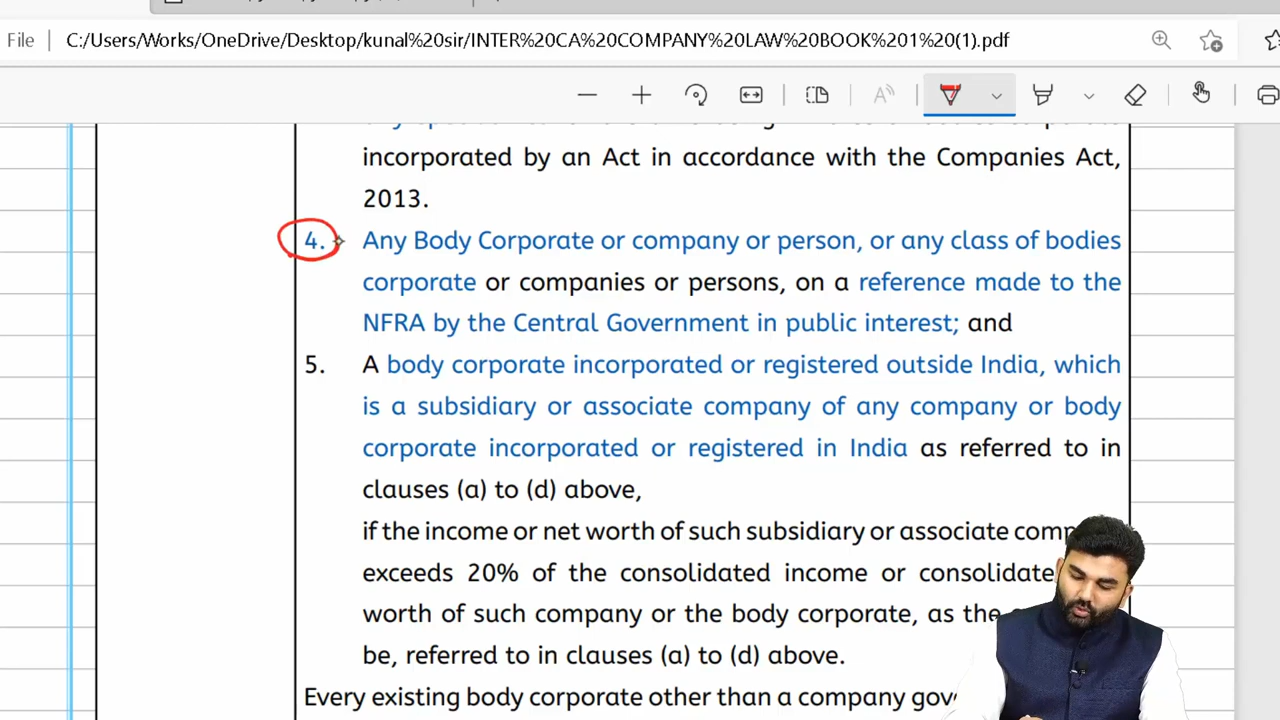 File C:/Users/Works/OneDrive/Desktop/kunal%20sir/INTER%20CA%20COMPANY%20LAW%20BOOK%201%20(1).pdf
incorporated by an Act in accordance with the Companies Act,
2013.
4. Any Body Corporate or company or person, or any class of bodies
corporate or companies or persons, on a reference made to the
NFRA by the Central Government in public interest; and
5. A body corporate incorporated or registered outside India, which
is a subsidiary or associate company of any company or body
corporate incorporated or registered in India as referred to in
clauses (a) to (d) above,
if the income or net worth of such subsidiary or associate
exceeds 20% of the consolidated income or
worth of such company or the body corporate, as the
be, referred to in clauses (a) to (d) above.
Every existing body corporate other than a company